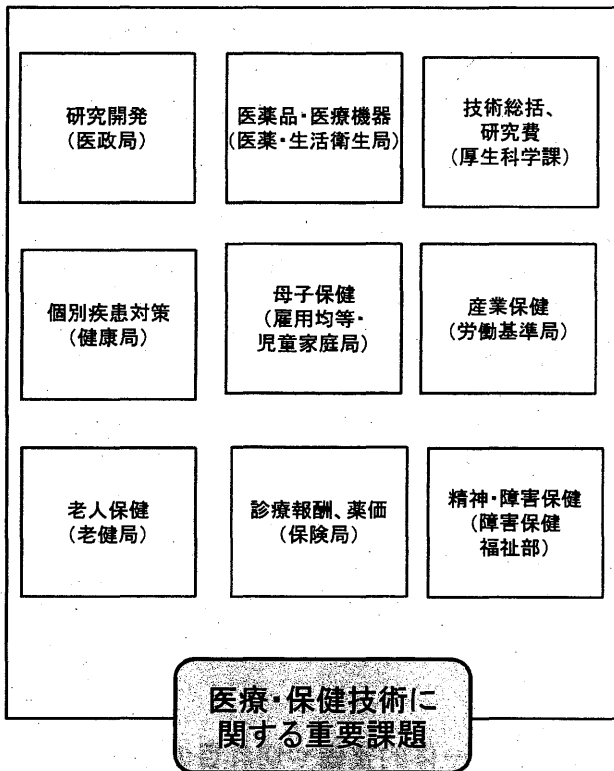 研究開発
(医政局)
医薬品・医療機器
(医薬・生活衛生局)
技術総括、
研究費
(厚生科学課)
個別疾患対策
(健康局)
母子保健
(雇用均等・
児童家庭局)
産業保健
(労働基準局)
老人保健
(老健局)
診療報酬、薬価
(保険局)
精神・障害保健
(障害保健
福祉部)
医療・保健技術に
関する重要課題